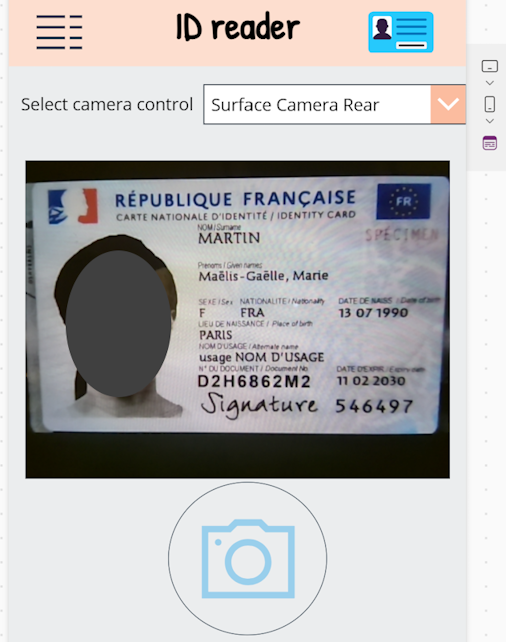 ID reader
Select camera control
Surface Camera Rear
RÉPUBLIQUE FRANÇAISE
FR
CARTE NATIONALE D'IDENTITÉ / IDENTITY CARD
NOM / Surname
MARTIN
SPECIMEN
Prénoms / Given names
Maëlis-Gaëlle, Marie
SEXE / Sex NATIONALITÉ / Nationality DATE DE NAISS. / Date of birth
F FRA 13 07 1990
LIEU DE NAISSANCE / Place of birth
PARIS
NOM D'USAGE / Alternate name
usage NOM D'USAGE
N° DU DOCUMENT / Document No DATE D'EXPIR. / Expiry date
D2H6862M2 11 02 2030
Signature 546497